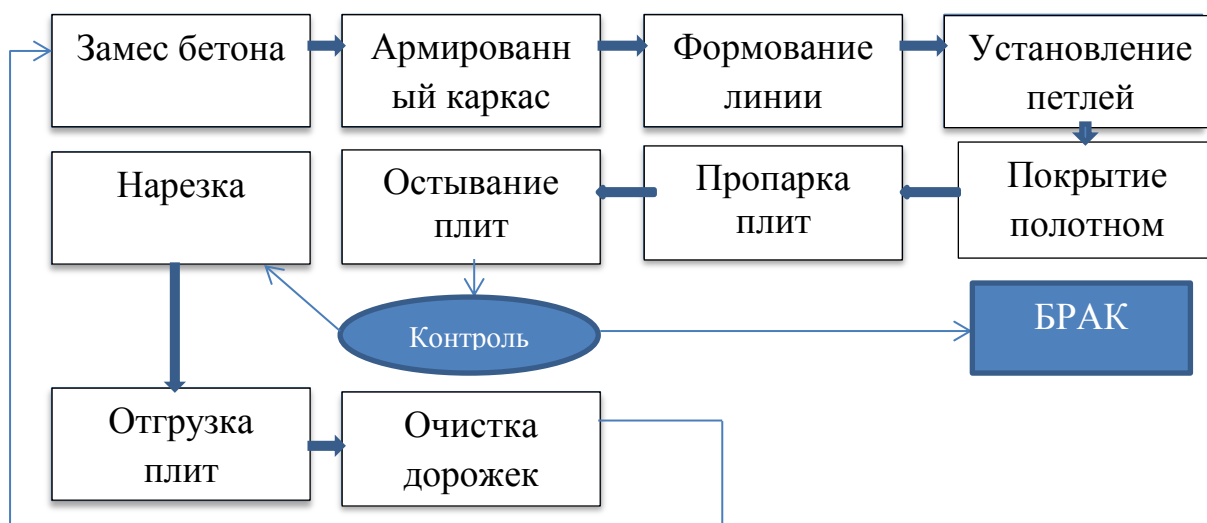 Замес бетона
Армированн
ый каркас
Формование
линии
Установление
петлей
Нарезка
Остывание
плит
Пропарка
плит
Покрытие
полотном
Контроль
БРАК
Отгрузка
плит
Очистка
дорожек